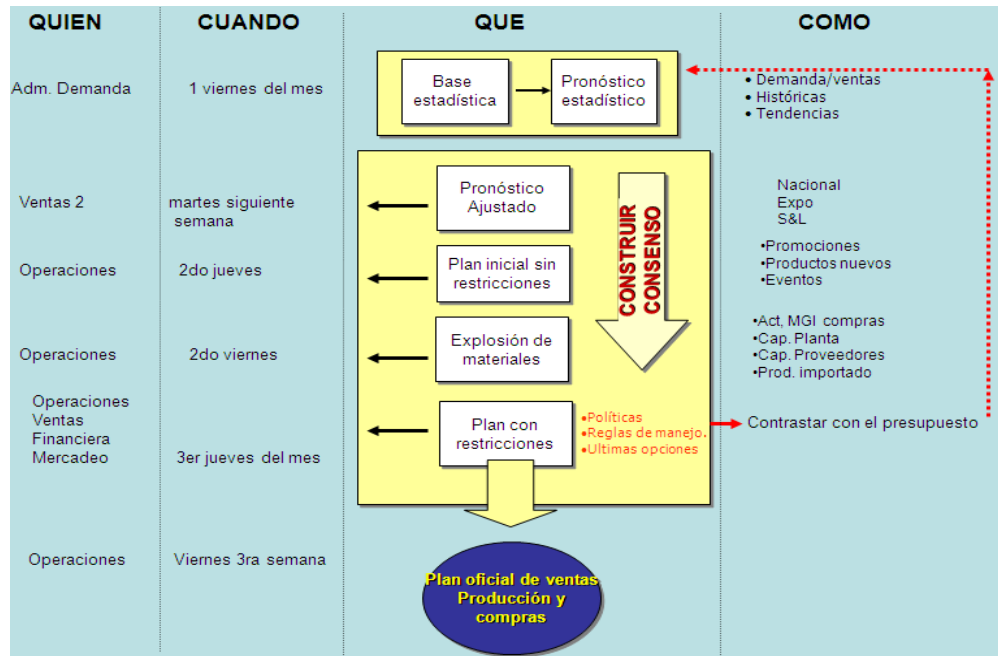 QUIEN
CUANDO
QUE
COMO
Adm. Demanda
1 viernes del mes
Base
estadística
Pronóstico
estadístico
• Demanda/ventas
• Históricas
• Tendencias
Ventas 2
martes siguiente
semana
Pronóstico
Ajustado
CONSTRUIR
CONSENSO
Nacional
Expo
S&L
Operaciones
2do jueves
Plan inicial sin
restricciones
•Promociones
•Productos nuevos
•Eventos
Operaciones
2do viernes
Explosión de
materiales
•Act, MGI compras
•Cap. Planta
•Cap. Proveedores
•Prod. importado
Operaciones
Ventas
Financiera
Mercadeo
3er jueves del mes
Plan con
restricciones
•Políticas
•Reglas de manejo.
•Ultimas opciones
Contrastar con el presupuesto
Operaciones
Viernes 3ra semana
Plan oficial de ventas
Producción y
compras